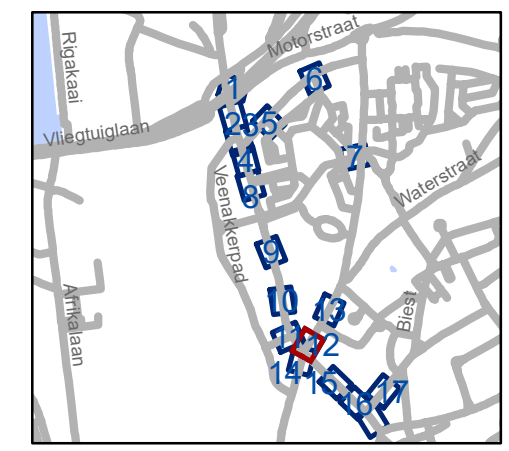 Motorstraat
Rigakaai
1
6
2
3
5
Vliegtuiglaan
4
7
Waterstraat
8
Veenakkerpad
9
Afrikalaan
10
13
Biest
11
12
14
15
17
16